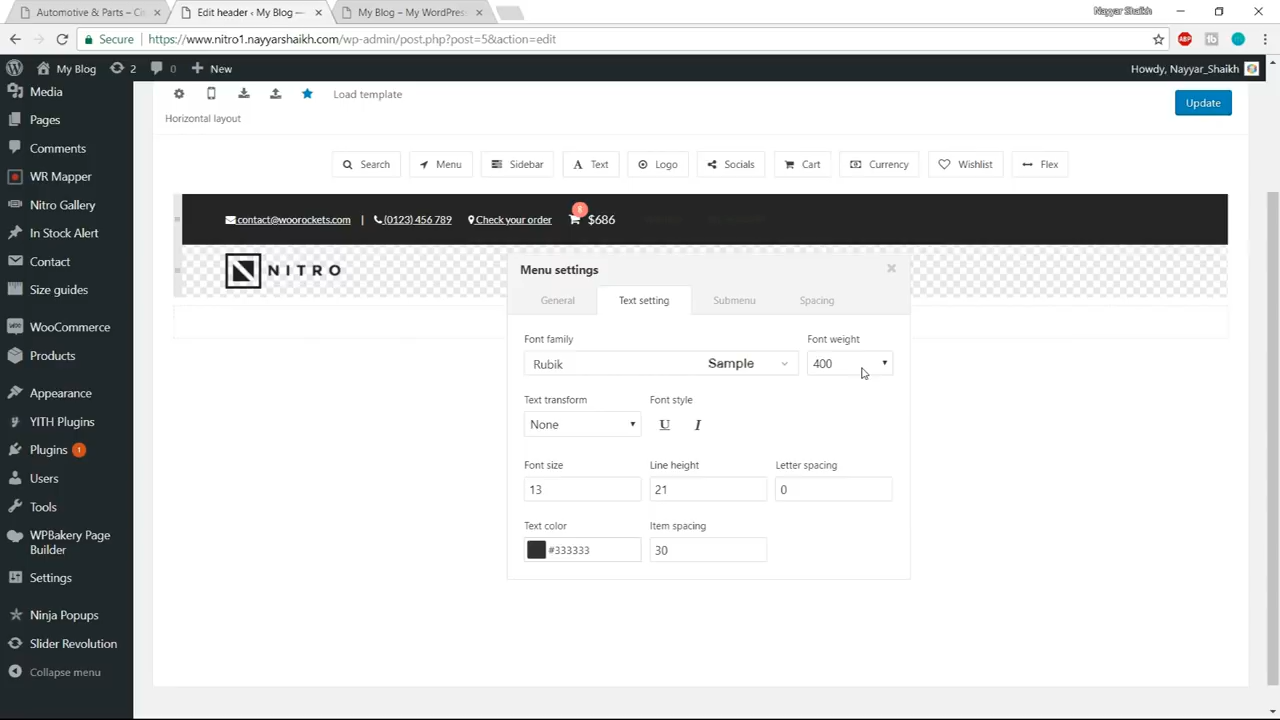 Automotive & Parts – Ci
Edit header ‹ My Blog —
My Blog – My WordPres
Nayyar Shaikh
Secure
https://www.nitro1.nayyarshaikh.com/wp-admin/post.php?post=5&action=edit
My Blog
2
0
New
Howdy, Nayyar_Shaikh
Media
Pages
Comments
WR Mapper
Nitro Gallery
In Stock Alert
Contact
Size guides
WooCommerce
Products
Appearance
YITH Plugins
Plugins 1
Users
Tools
WPBakery Page
Builder
Settings
Ninja Popups
Slider Revolution
Collapse menu
Load template
Update
Horizontal layout
Search
Menu
Sidebar
Text
Logo
Socials
Cart
Currency
Wishlist
Flex
contact@woorockets.com | (0123) 456 789 Check your order 8 $686
NITRO
Menu settings
General
Text setting
Submenu
Spacing
Font family
Font weight
Rubik
Sample
400
Text transform
Font style
None
U
I
Font size
Line height
Letter spacing
13
21
0
Text color
Item spacing
#333333
30